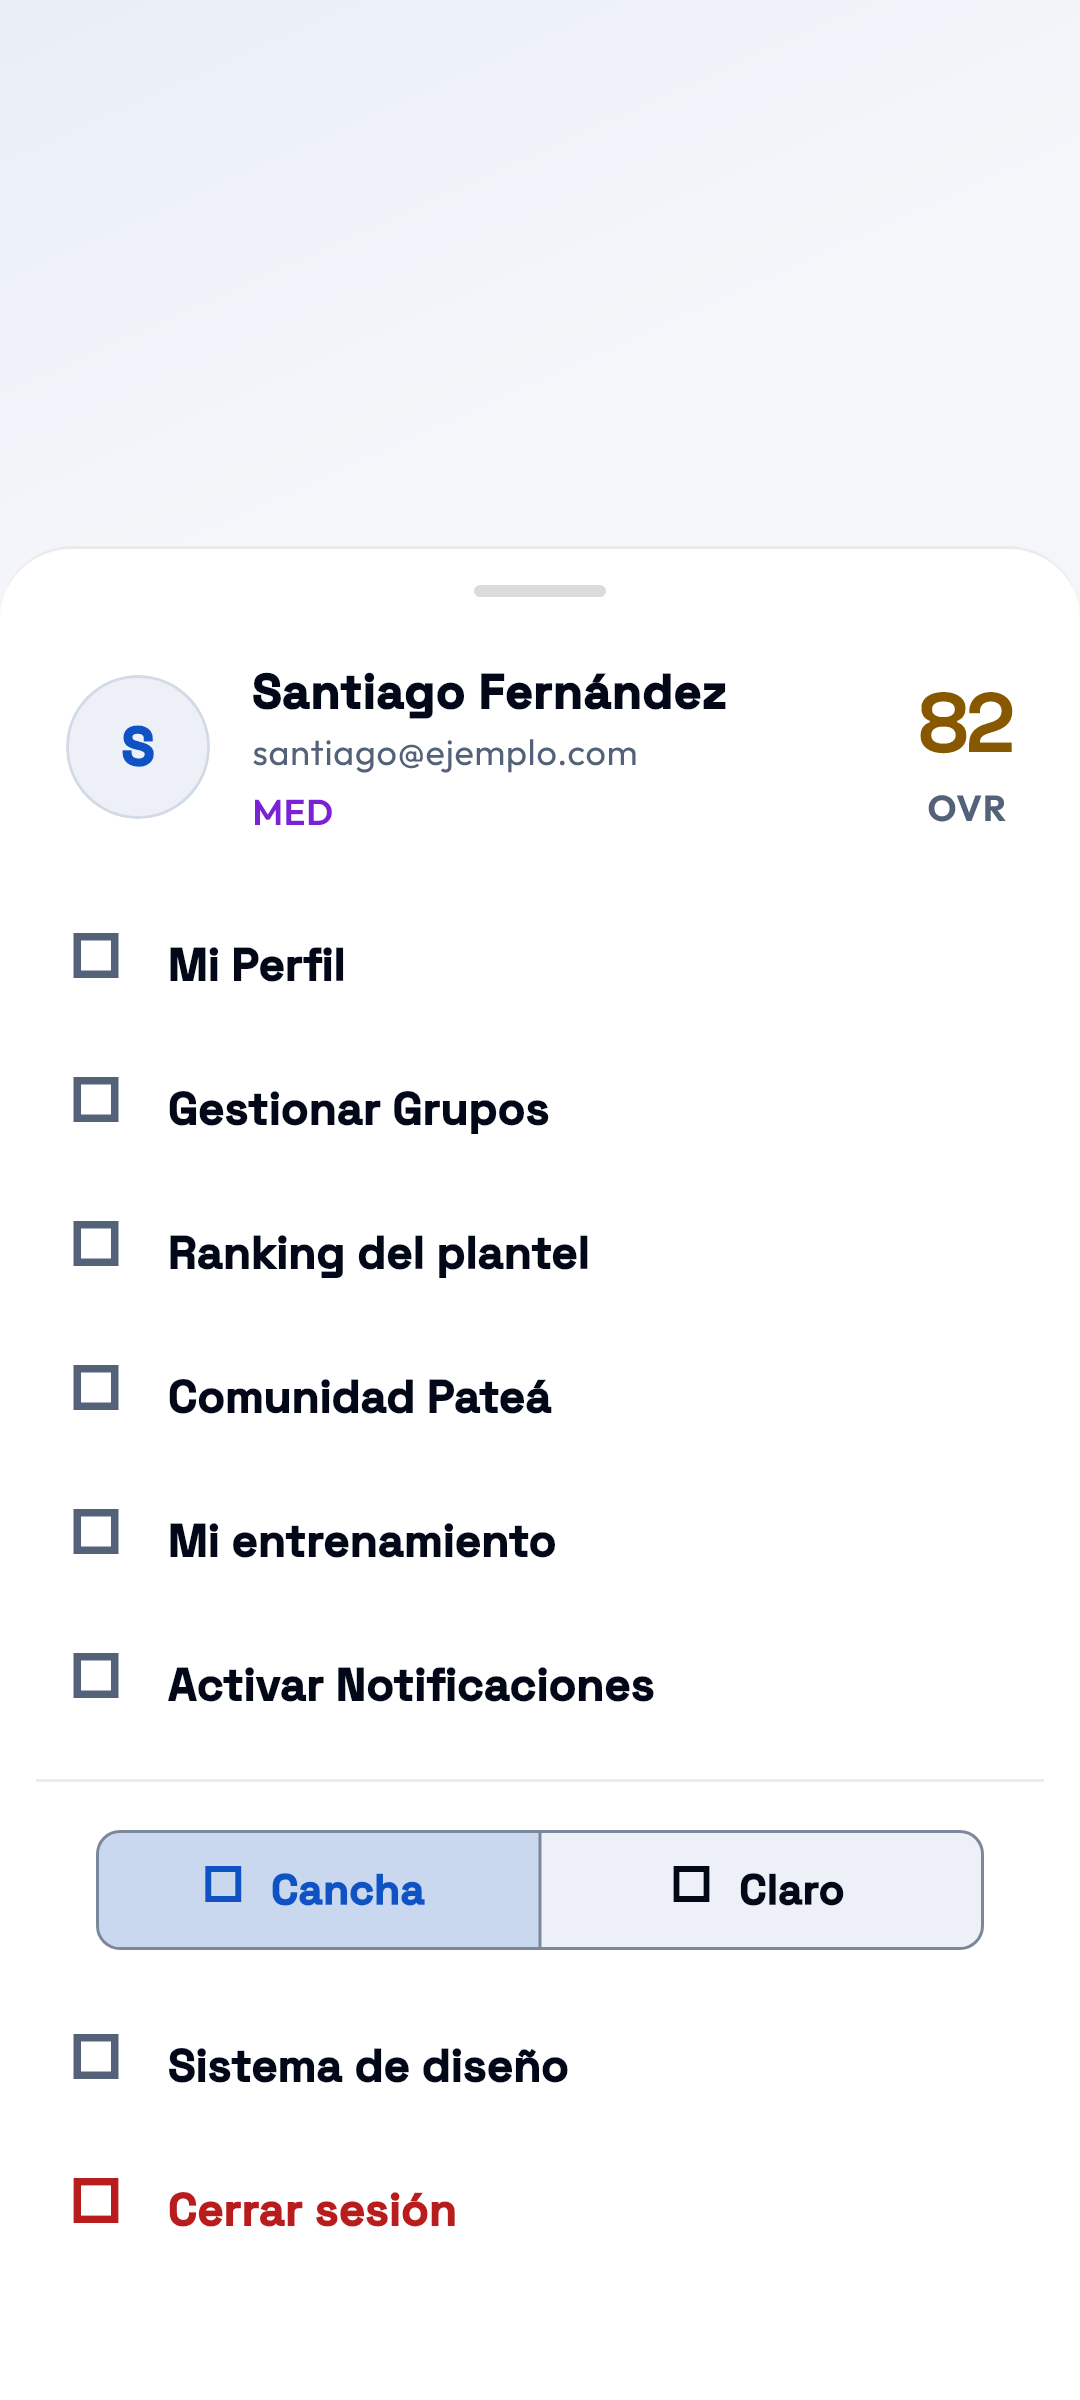 S
Santiago Fernández
santiago@ejemplo.com
MED
82
OVR
Mi Perfil
Gestionar Grupos
Ranking del plantel
Comunidad Pateá
Mi entrenamiento
Activar Notificaciones
Cancha
Claro
Sistema de diseño
Cerrar sesión